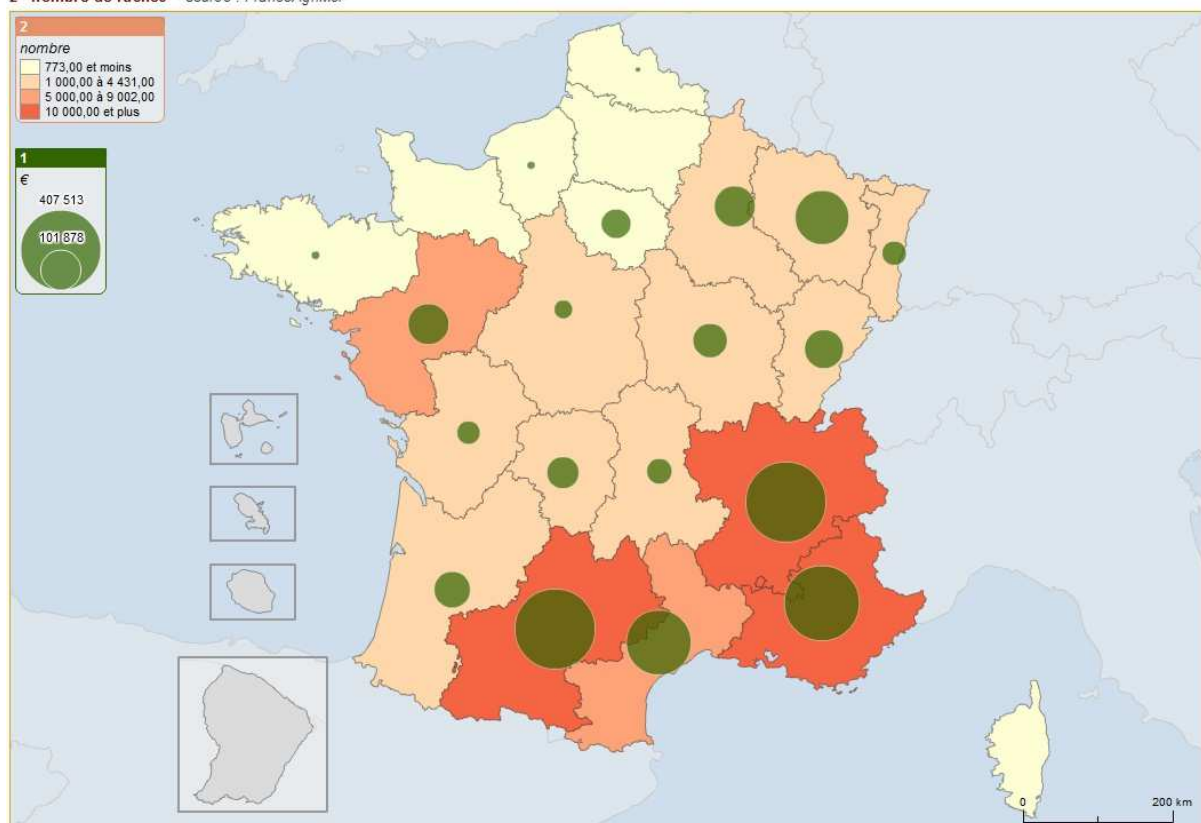 2
nombre
773,00 et moins
1 000,00 à 4 431,00
5 000,00 à 9 002,00
10 000,00 et plus
1
€
407 513
101 878
0
200 km